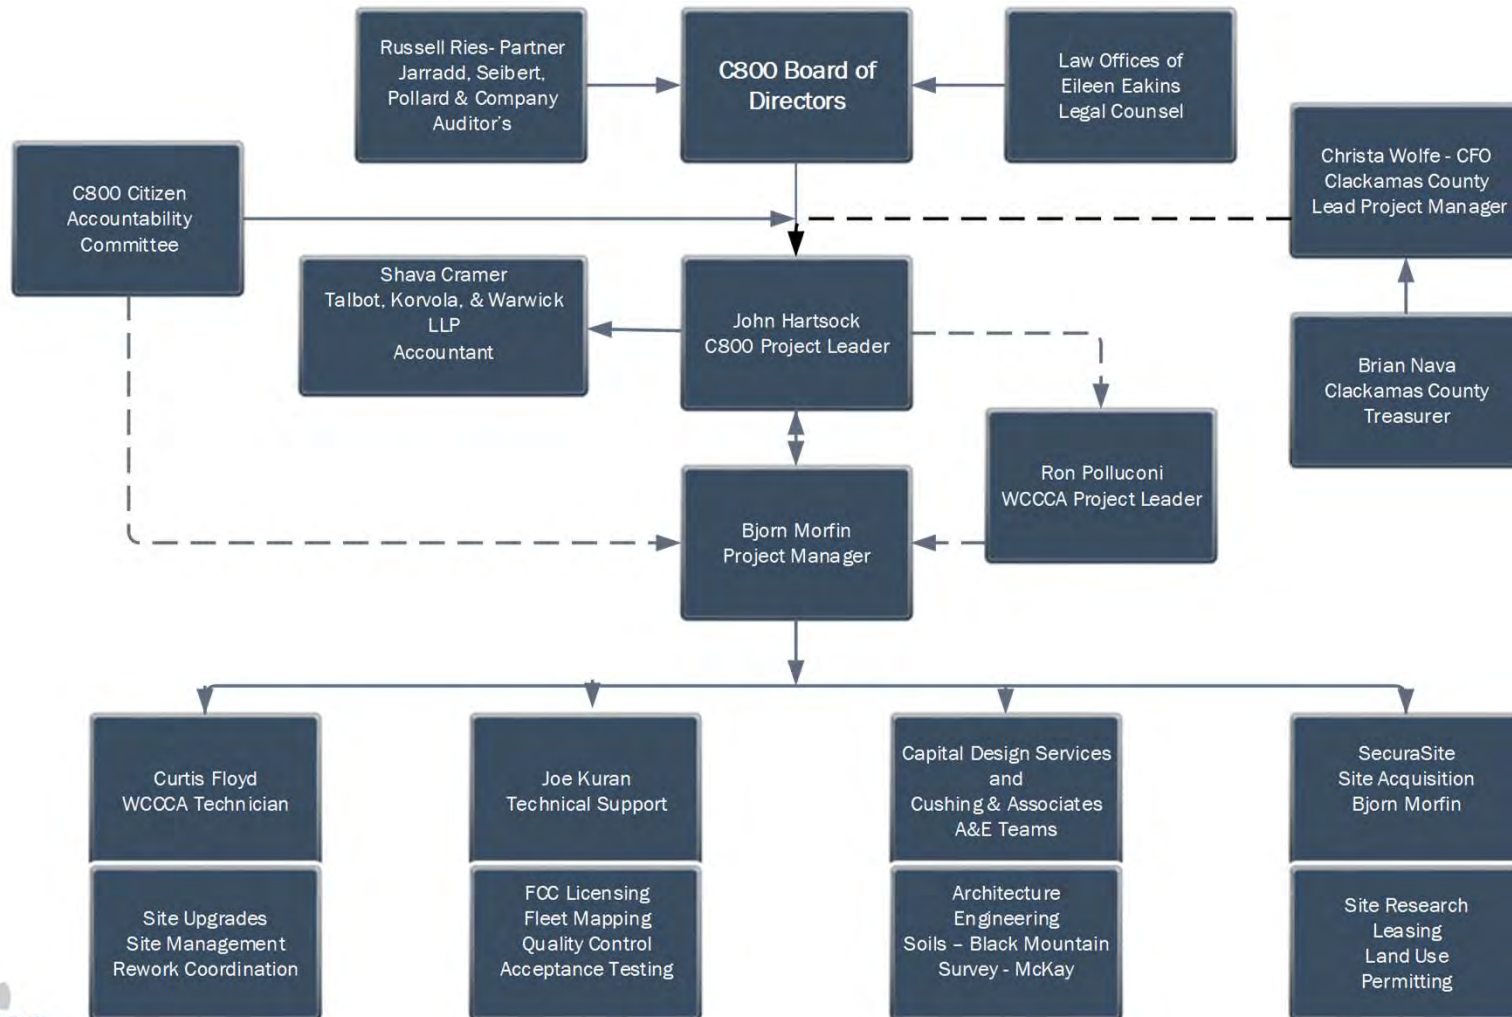 Russell Ries- Partner
Jarradd, Seibert,
Pollard & Company
Auditor's
C800 Board of
Directors
Law Offices of
Eileen Eakins
Legal Counsel
Christa Wolfe - CFO
Clackamas County
Lead Project Manager
C800 Citizen
Accountability
Committee
Shava Cramer
Talbot, Korvola, & Warwick
LLP
Accountant
John Hartsock
C800 Project Leader
Brian Nava
Clackamas County
Treasurer
Ron Polluconi
WCCCA Project Leader
Bjorn Morfin
Project Manager
Curtis Floyd
WCCCA Technician
Joe Kuran
Technical Support
Capital Design Services
and
Cushing & Associates
A&E Teams
SecuraSite
Site Acquisition
Bjorn Morfin
Site Upgrades
Site Management
Rework Coordination
FCC Licensing
Fleet Mapping
Quality Control
Acceptance Testing
Architecture
Engineering
Soils – Black Mountain
Survey - McKay
Site Research
Leasing
Land Use
Permitting